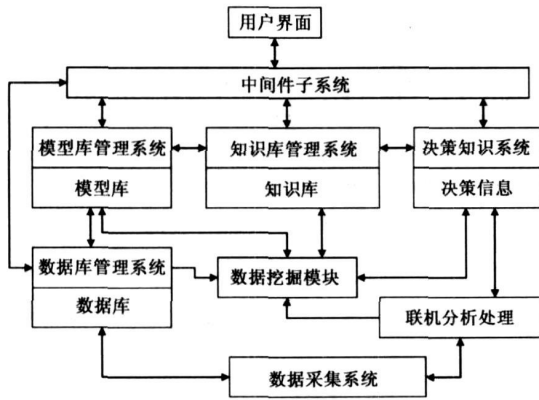 用户界面
中间件子系统
模型库管理系统
模型库
知识库管理系统
知识库
决策知识系统
决策信息
数据库管理系统
数据库
数据挖掘模块
联机分析处理
数据采集系统